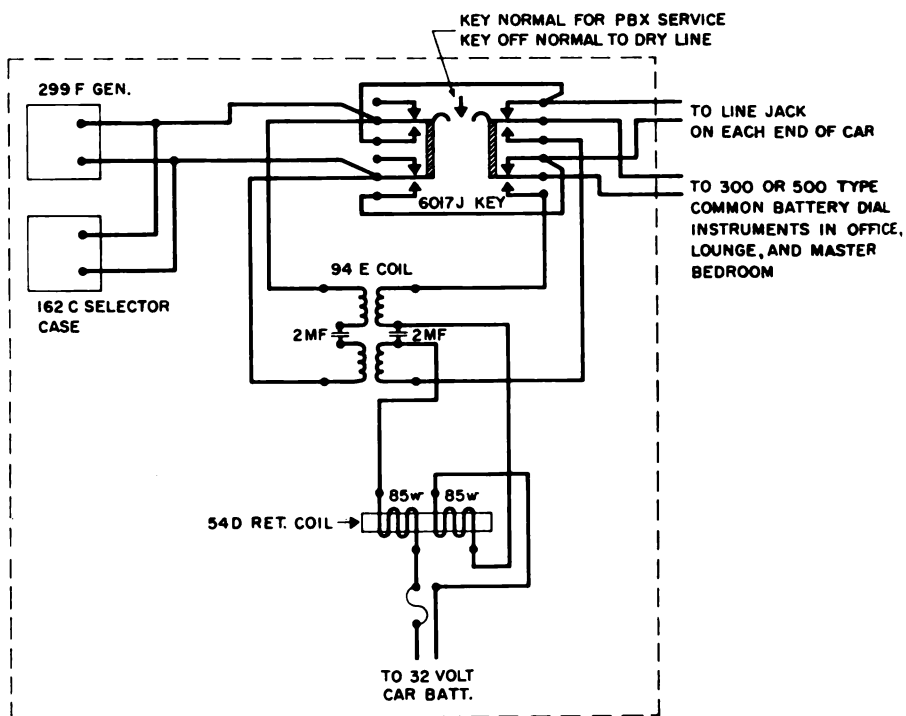 KEY NORMAL FOR PBX SERVICE
KEY OFF NORMAL TO DRY LINE
299 F GEN.
TO LINE JACK
ON EACH END OF CAR
6017J KEY
TO 300 OR 500 TYPE
COMMON BATTERY DIAL
INSTRUMENTS IN OFFICE,
LOUNGE, AND MASTER
BEDROOM
162 C SELECTOR
CASE
94 E COIL
2MF
2MF
85w
85w
54D RET. COIL
TO 32 VOLT
CAR BATT.